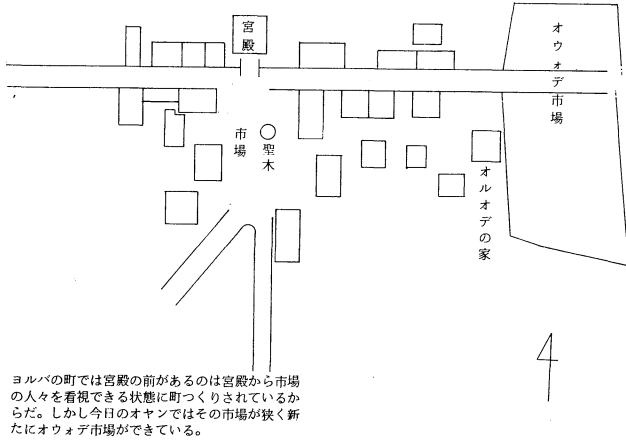 宮殿
オウォデ市場
市場
聖木
オルオデの家
ヨルバの町では宮殿の前があるのは宮殿から市場
の人々を看視できる状態に町つくりされているか
らだ。しかし今日のオヤンではその市場が狭く新
たにオウォデ市場ができている。